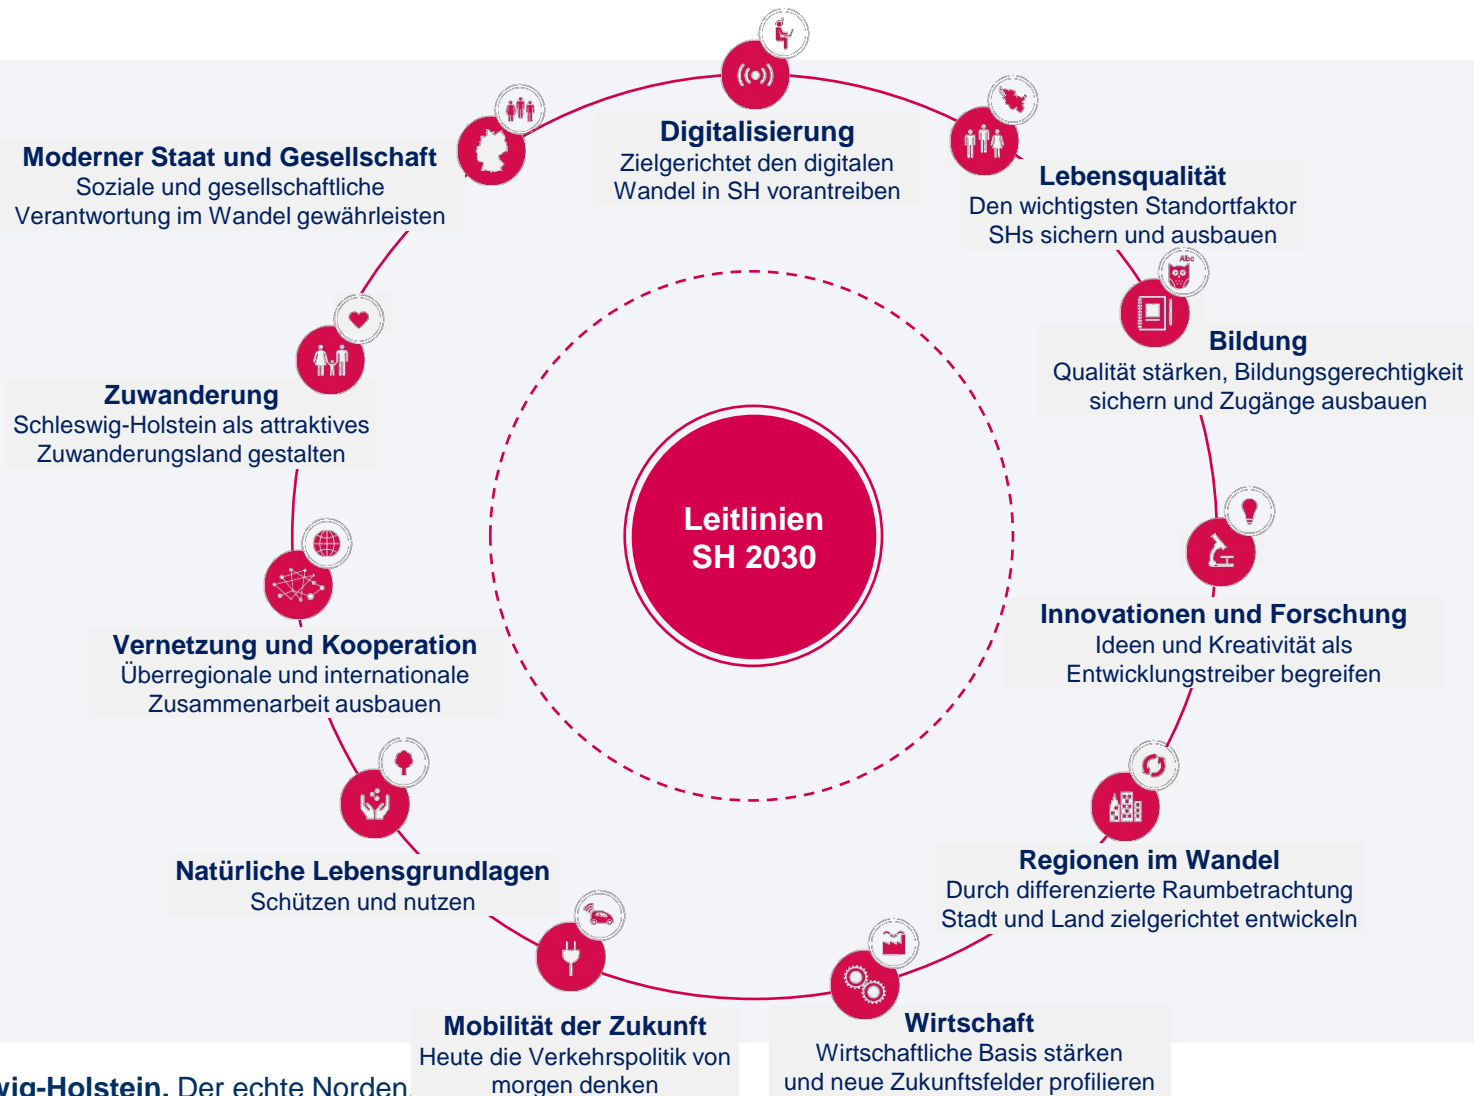 Digitalisierung
Zielgerichtet den digitalen
Wandel in SH vorantreiben
Lebensqualität
Den wichtigsten Standortfaktor
SHs sichern und ausbauen
Abc
Bildung
Qualität stärken, Bildungsgerechtigkeit
sichern und Zugänge ausbauen
Innovationen und Forschung
Ideen und Kreativität als
Entwicklungstreiber begreifen
Regionen im Wandel
Durch differenzierte Raumbetrachtung
Stadt und Land zielgerichtet entwickeln
Wirtschaft
Wirtschaftliche Basis stärken
und neue Zukunftsfelder profilieren
Mobilität der Zukunft
Heute die Verkehrspolitik von
morgen denken
Natürliche Lebensgrundlagen
Schützen und nutzen
Vernetzung und Kooperation
Überregionale und internationale
Zusammenarbeit ausbauen
Zuwanderung
Schleswig-Holstein als attraktives
Zuwanderungsland gestalten
Moderner Staat und Gesellschaft
Soziale und gesellschaftliche
Verantwortung im Wandel gewährleisten
Leitlinien
SH 2030
wig-Holstein. Der echte Norden.